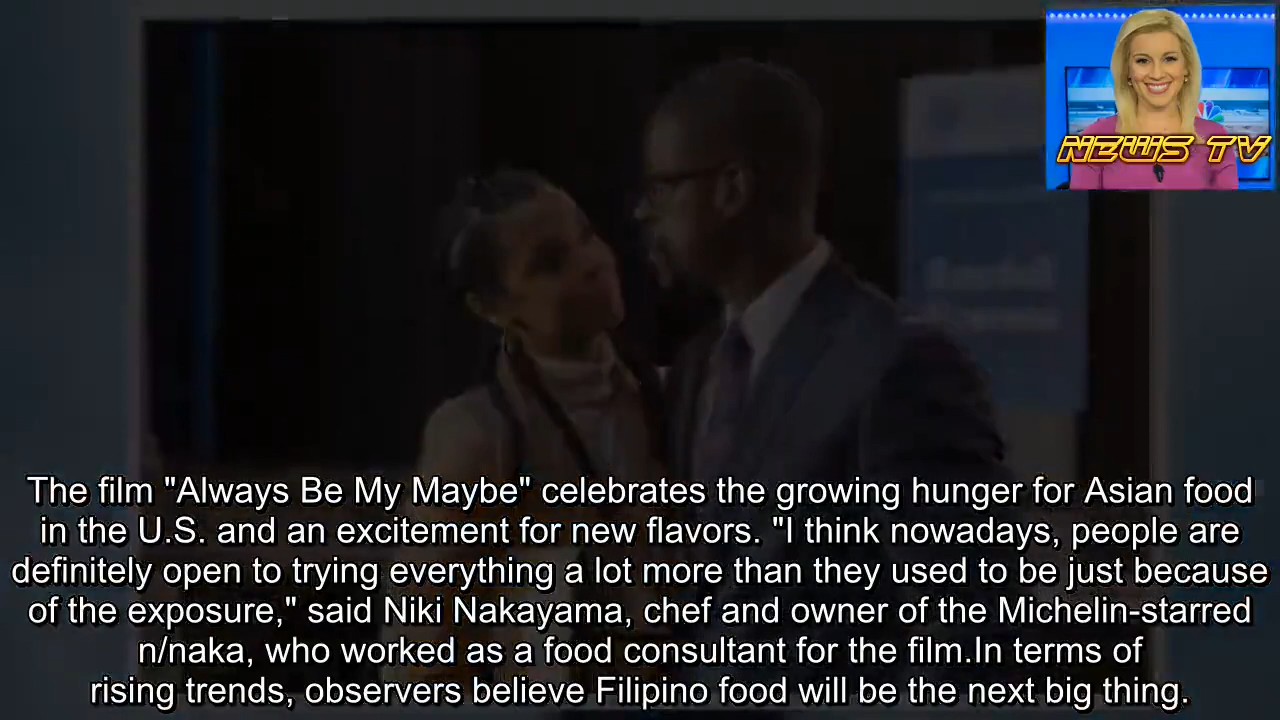 NEWS TV
The film "Always Be My Maybe" celebrates the growing hunger for Asian food
in the U.S. and an excitement for new flavors. "I think nowadays, people are
definitely open to trying everything a lot more than they used to be just because
of the exposure," said Niki Nakayama, chef and owner of the Michelin-starred
n/naka, who worked as a food consultant for the film.In terms of
rising trends, observers believe Filipino food will be the next big thing.